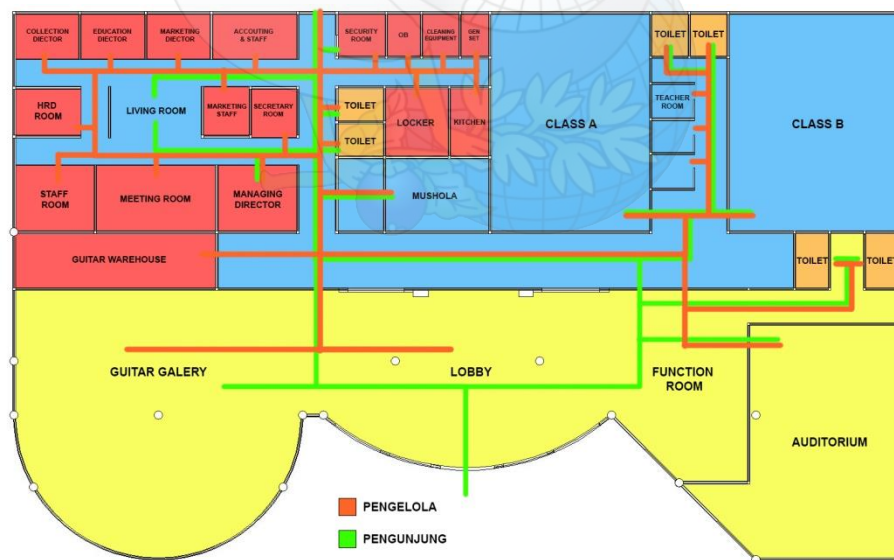 COLLECTION
DIECTOR
EDUCATION
DIECTOR
MARKETING
DIECTOR
ACCOUTING
& STAFF
SECURITY
ROOM
OB
CLEANING
EQUIPMENT
GEN
SET
TOILET
TOILET
HRD
ROOM
LIVING ROOM
MARKETING
STAFF
SECRETARY
ROOM
TOILET
TOILET
LOCKER
KITCHEN
CLASS A
TEACHER
ROOM
CLASS B
STAFF
ROOM
MEETING ROOM
MANAGING
DIRECTOR
MUSHOLA
GUITAR WAREHOUSE
TOILET
TOILET
GUITAR GALERY
LOBBY
FUNCTION
ROOM
AUDITORIUM
PENGELOLA
PENGUNJUNG